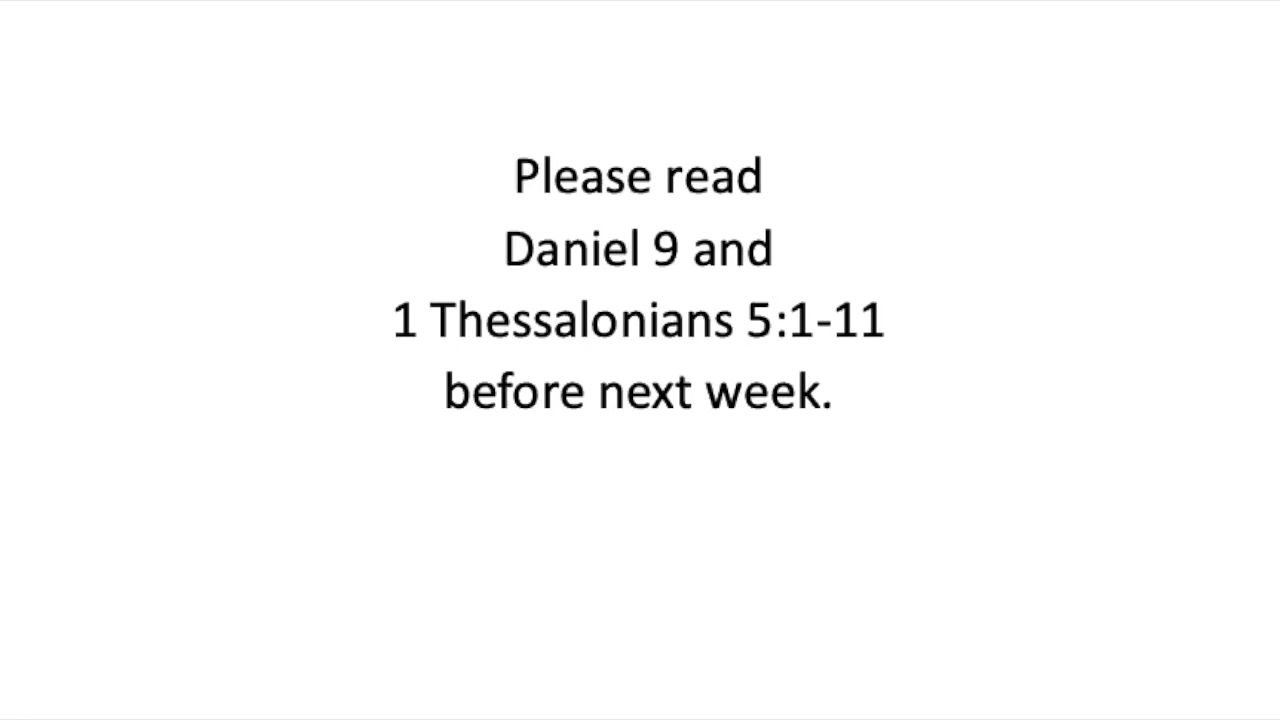 Please read
Daniel 9 and
1 Thessalonians 5:1-11
before next week.